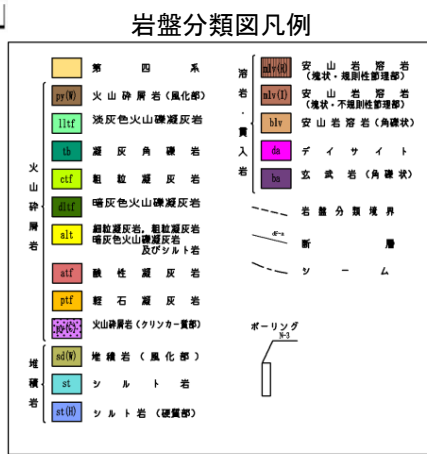 岩盤分類図凡例
第四系
火山砕屑岩
py(W) 火山砕屑岩(風化部)
lltf 淡灰色火山礫凝灰岩
tb 凝灰角礫岩
ctf 粗粒凝灰岩
dltf 暗灰色火山礫凝灰岩
alt 細粒凝灰岩,粗粒凝灰岩
暗灰色火山礫凝灰岩
及びシルト岩
atf 酸性凝灰岩
ptf 軽石凝灰岩
py(C) 火山砕屑岩(クリンカー質部)
堆積岩
sd(W) 堆積岩(風化部)
st シルト岩
st(H) シルト岩(硬質部)
溶岩・貫入岩
mlv(H) 安山岩溶岩
(塊状・規則性節理部)
mlv(I) 安山岩溶岩
(塊状・不規則性節理部)
blv 安山岩溶岩(角礫状)
da デイサイト
ba 玄武岩(角礫状)
岩盤分類境界
断層
シーム
ボーリング
N-3